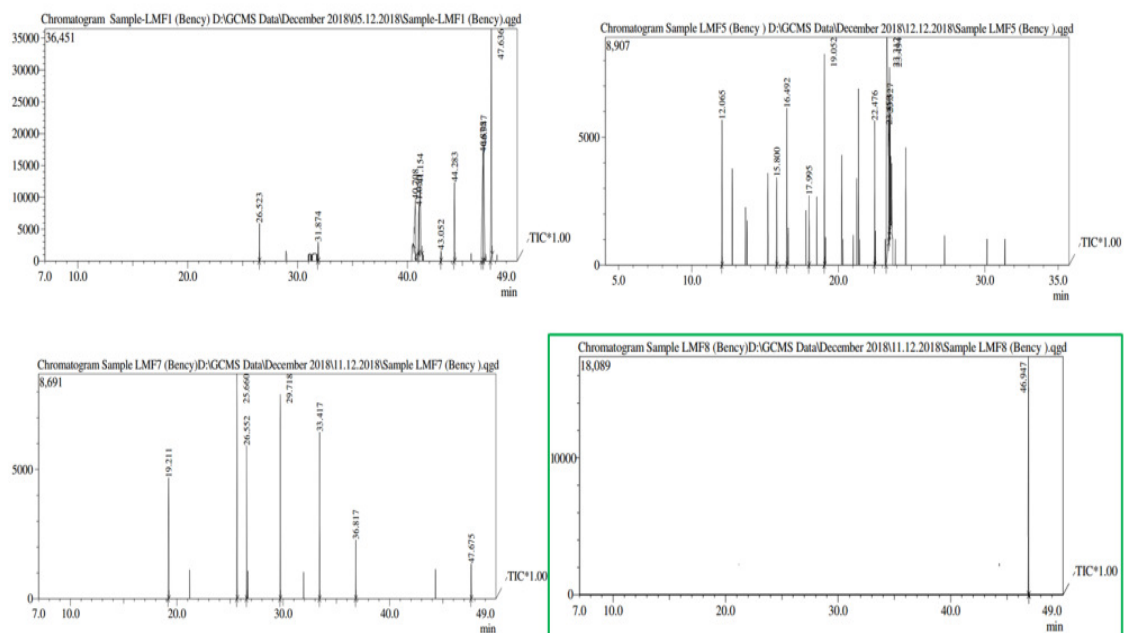 Chromatogram Sample-LMF1 (Bency) D:\GCMS Data\December 2018\05.12.2018\Sample-LMF1 (Bency).qgd
36,451
35000
30000
25000
20000
15000
10000
5000
0
26.523
31.874
43.052
44.283
47.636
TIC*1.00
7.0 10.0 20.0 30.0 40.0 49.0
min
Chromatogram Sample LMF5 (Bency ) D:\GCMS Data\December 2018\12.12.2018\Sample LMF5 (Bency ).qgd
8,907
5000
0
12.065
15.800
16.492
17.995
19.052
22.476
TIC*1.00
5.0 10.0 20.0 30.0 35.0
min
Chromatogram Sample LMF7 (Bency)D:\GCMS Data\December 2018\11.12.2018\Sample LMF7 (Bency ).qgd
8,691
5000
0
19.211
25.660
26.552
29.718
33.417
36.817
47.675
TIC*1.00
7.0 10.0 20.0 30.0 40.0 49.0
min
Chromatogram Sample LMF8 (Bency)D:\GCMS Data\December 2018\11.12.2018\Sample LMF8 (Bency ).qgd
18,089
10000
0
46.947
TIC*1.00
7.0 10.0 20.0 30.0 40.0 49.0
min